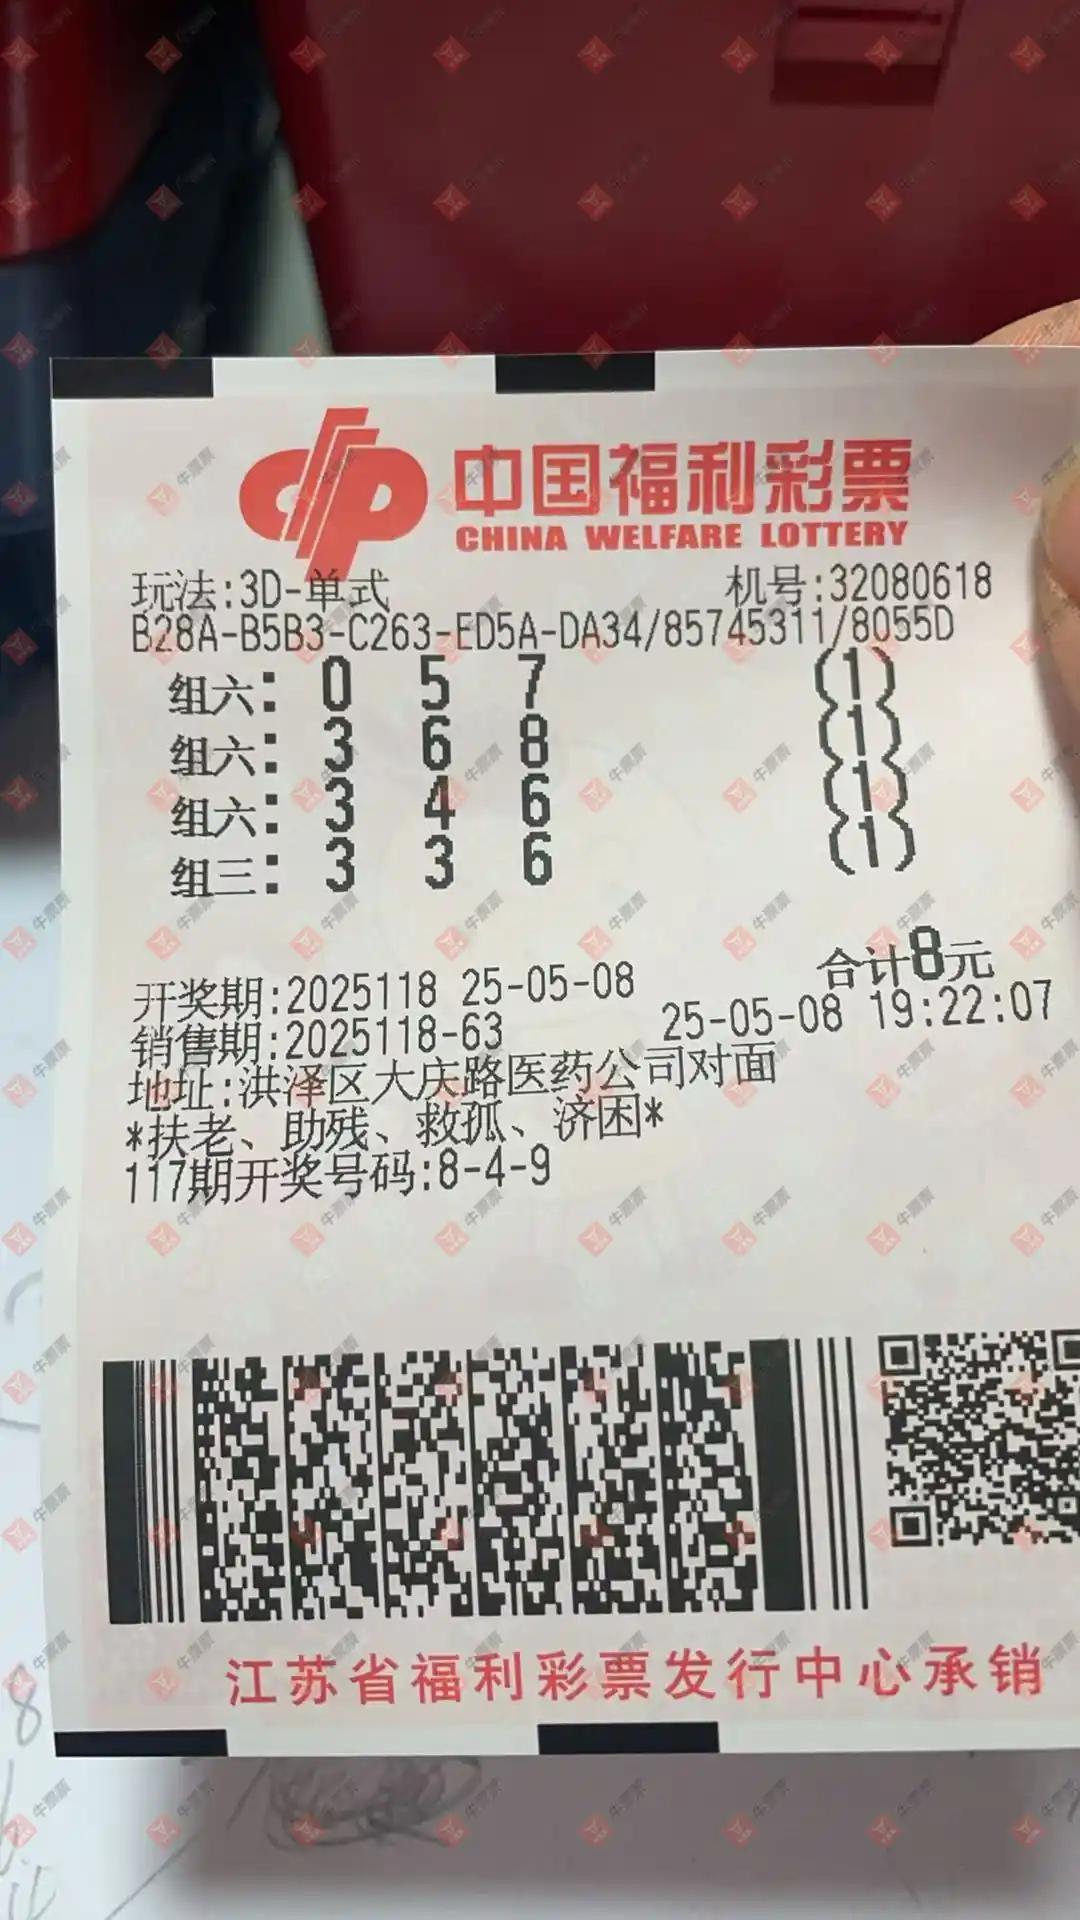 中国福利彩票
CHINA WELFARE LOTTERY
玩法:3D-单式 机号:32080618
B28A-B5B3-C263-ED5A-DA34/85745311/8055D
组六: 0 5 7 (1)
组六: 3 6 8 (1)
组六: 3 4 6 (1)
组三: 3 3 6 (1)
合计8元
开奖期:2025118 25-05-08
销售期:2025118-63 25-05-08 19:22:07
地址:洪泽区大庆路医药公司对面
*扶老、助残、救孤、济困*
117期开奖号码:8-4-9
江苏省福利彩票发行中心承销
牛票票